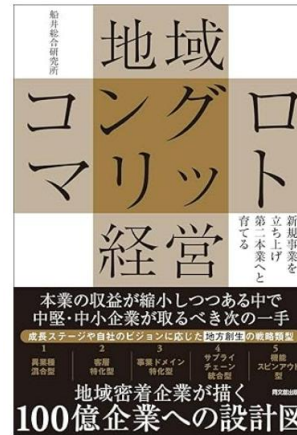 船井総合研究所
地域
コングロ
マリット
経営
新規事業を
立ち上げ
第二本業へと
育てる
本業の収益が縮小しつつある中で
中堅・中小企業が取るべき次の一手
成長ステージや自社のビジョンに応じた地方創生の戦略類型
1
異業種
混合型
2
客層
特化型
3
事業ドメイン
特化型
4
サプライ
チェーン
統合型
5
機能
スピンアウト
型
地域密着企業が描く
100億企業への設計図
同文舘出版